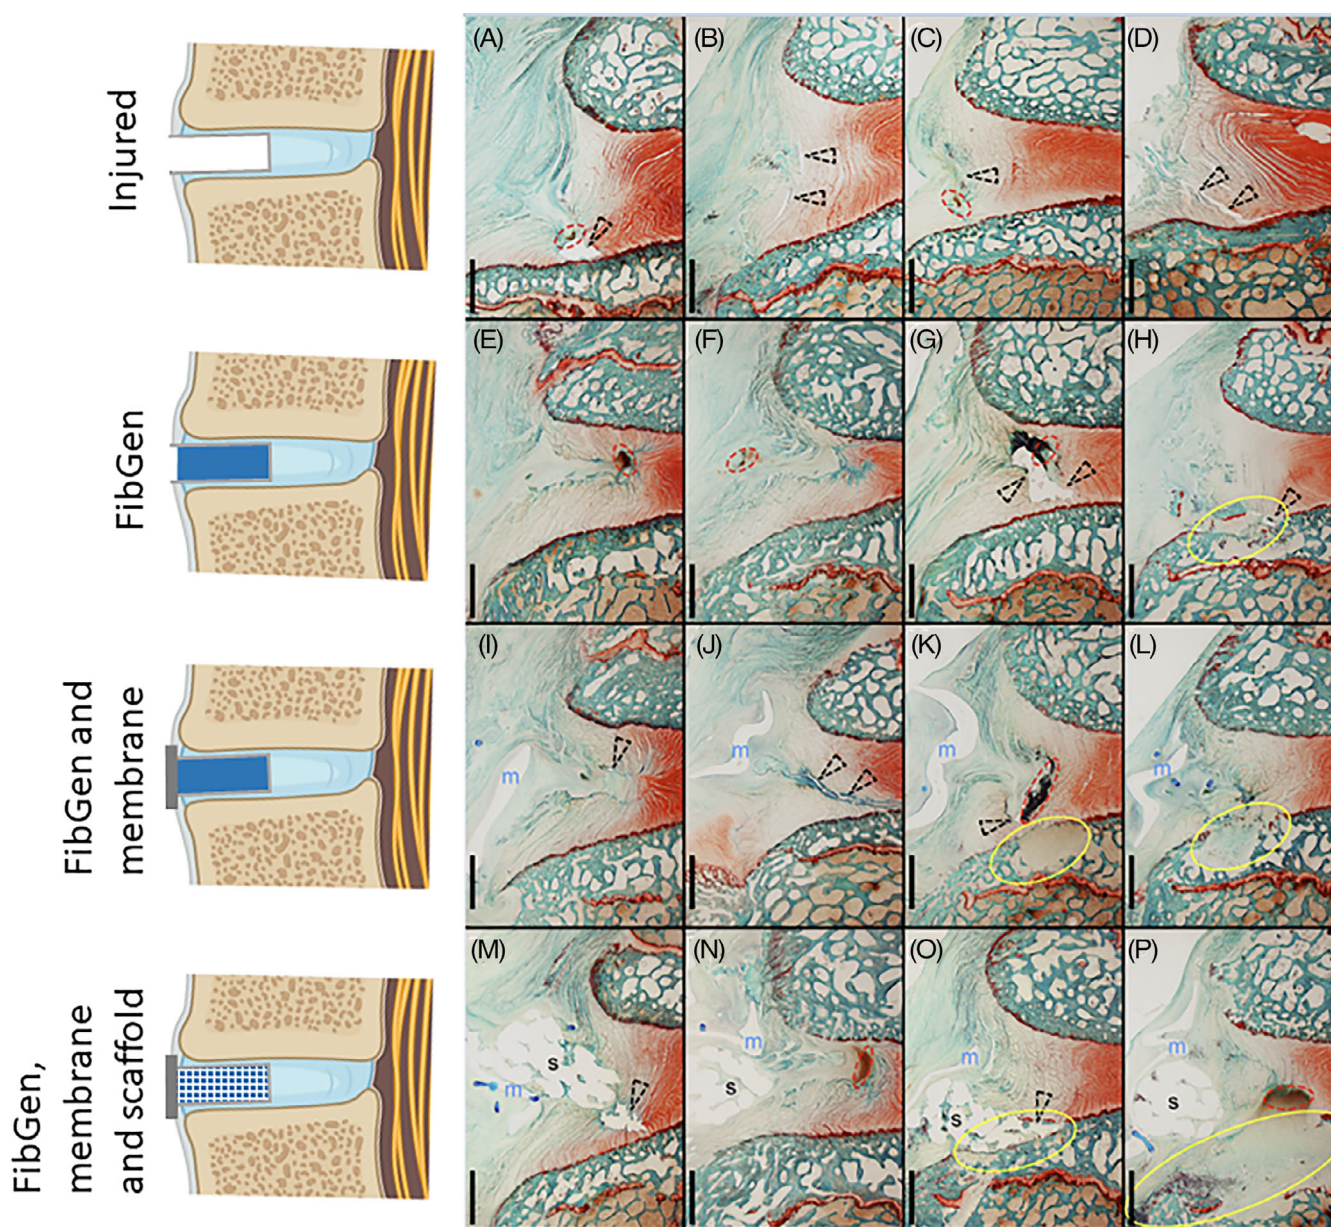 Injured
(A)
(B)
(C)
(D)
FibGen
(E)
(F)
(G)
(H)
FibGen and
membrane
(I)
m
(J)
m
(K)
m
(L)
m
FibGen,
membrane
and scaffold
(M)
s
m
(N)
m
s
(O)
m
s
(P)
m
s